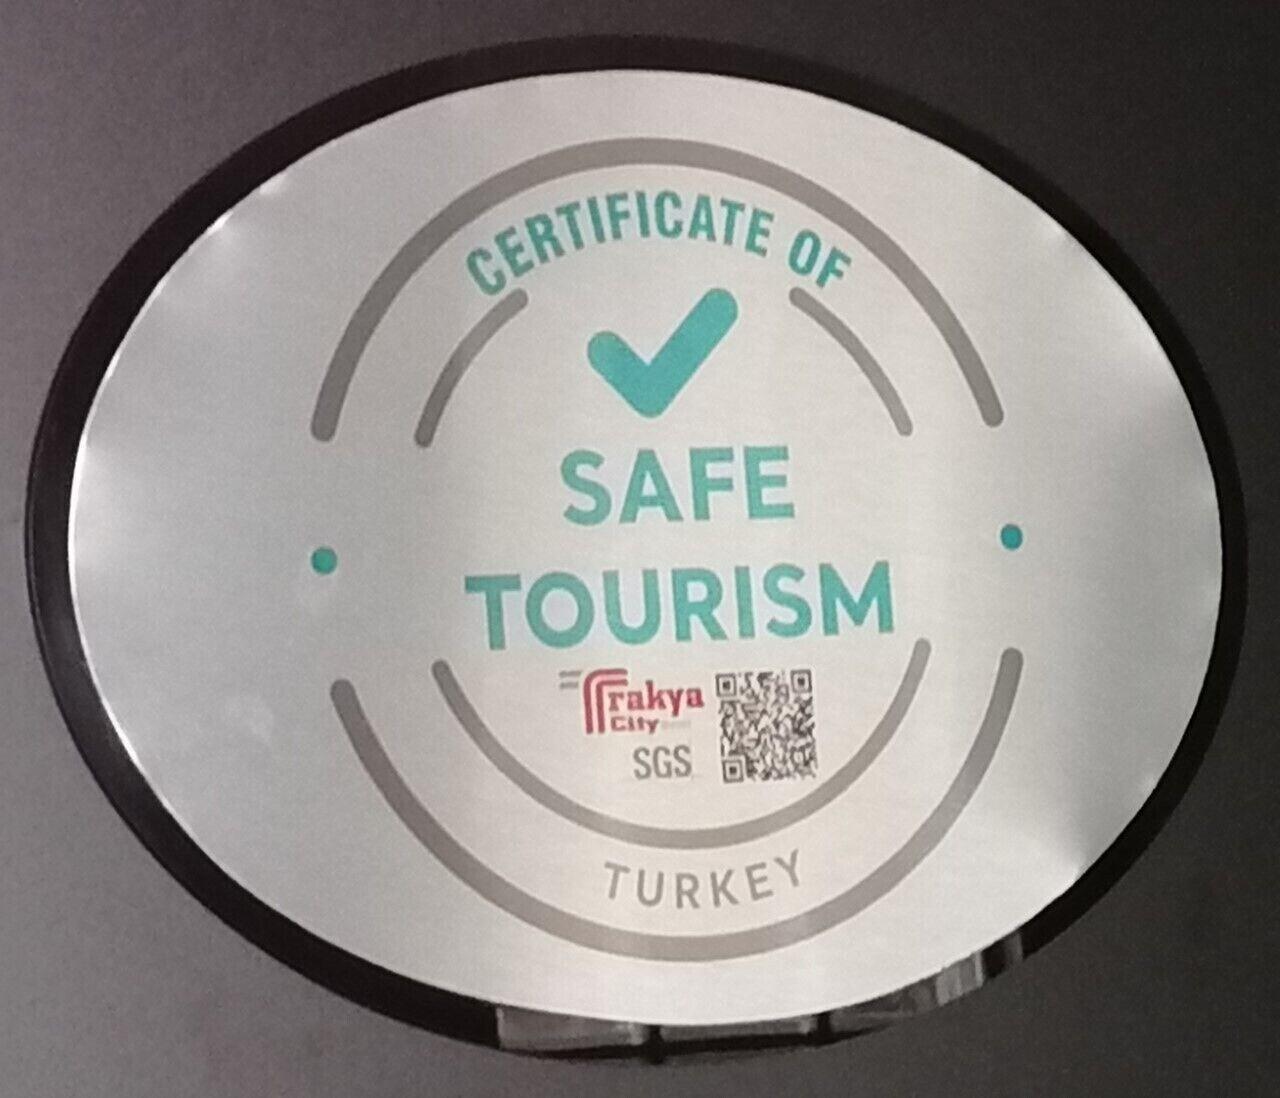 CERTIFICATE OF
SAFE
TOURISM
Trakya
City
SGS
TURKEY